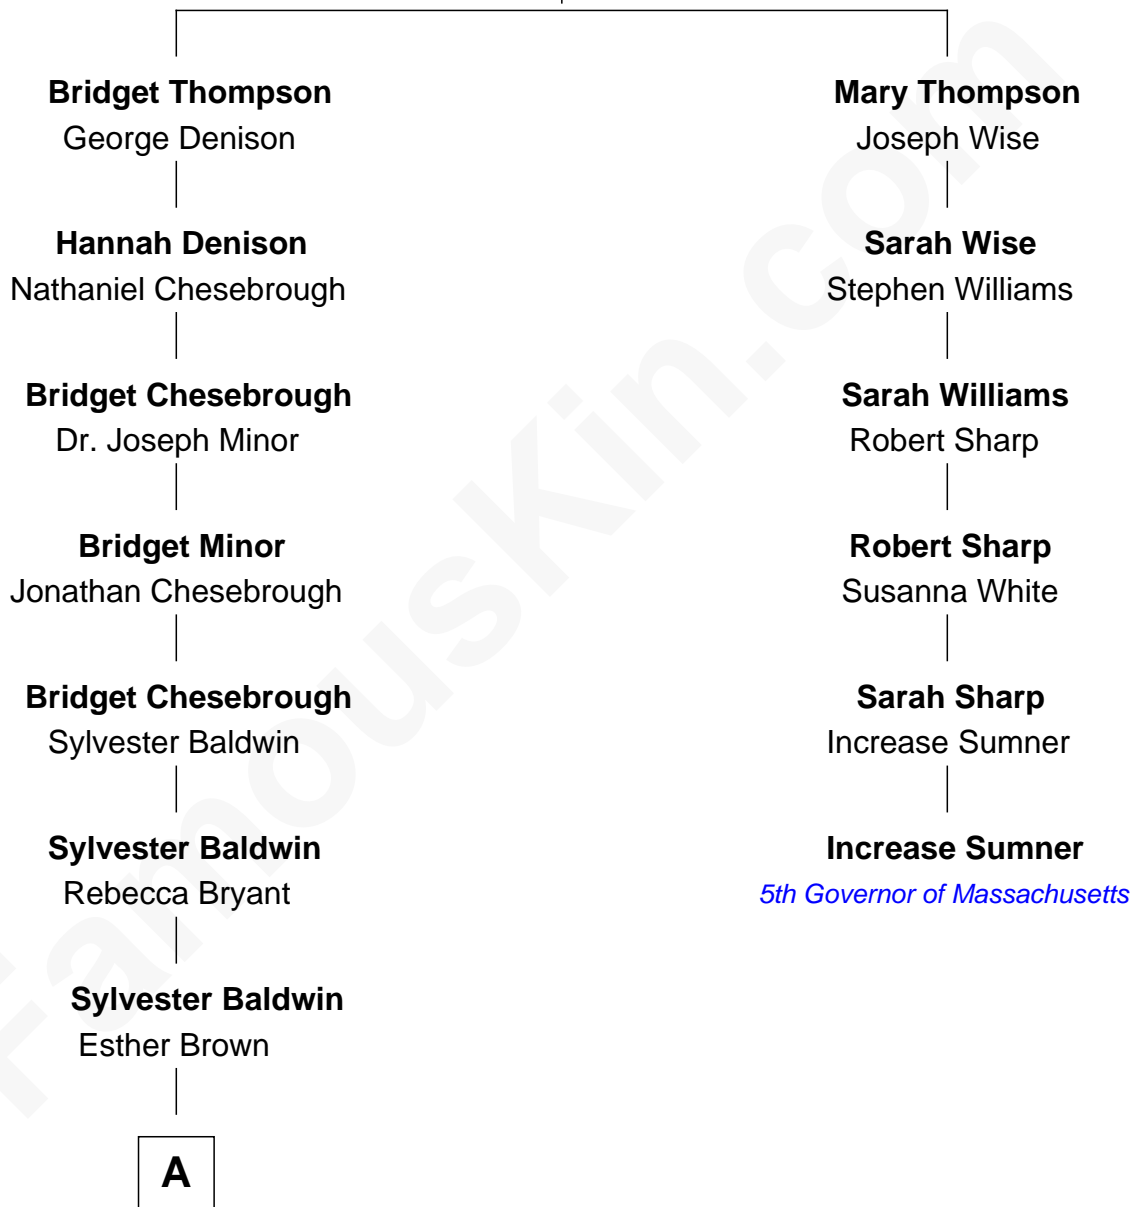 Bridget Thompson
George Denison
Mary Thompson
Joseph Wise
Hannah Denison
Nathaniel Chesebrough
Sarah Wise
Stephen Williams
Bridget Chesebrough
Dr. Joseph Minor
Sarah Williams
Robert Sharp
Bridget Minor
Jonathan Chesebrough
Robert Sharp
Susanna White
Bridget Chesebrough
Sylvester Baldwin
Sarah Sharp
Increase Sumner
Sylvester Baldwin
Rebecca Bryant
Increase Sumner
5th Governor of Massachusetts
Sylvester Baldwin
Esther Brown
A
FamousKin.com